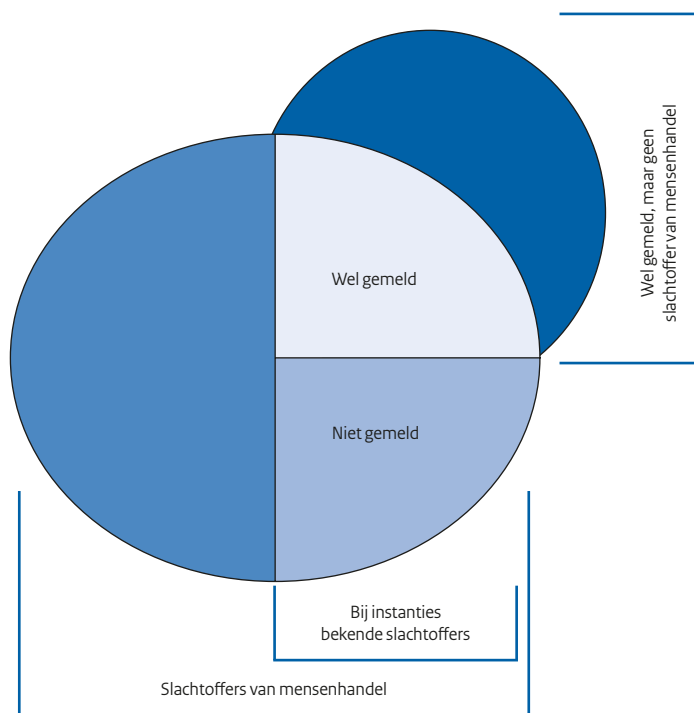 Wel gemeld, maar geen
slachtoffer van mensenhandel
Wel gemeld
Niet gemeld
Bij instanties
bekende slachtoffers
Slachtoffers van mensenhandel